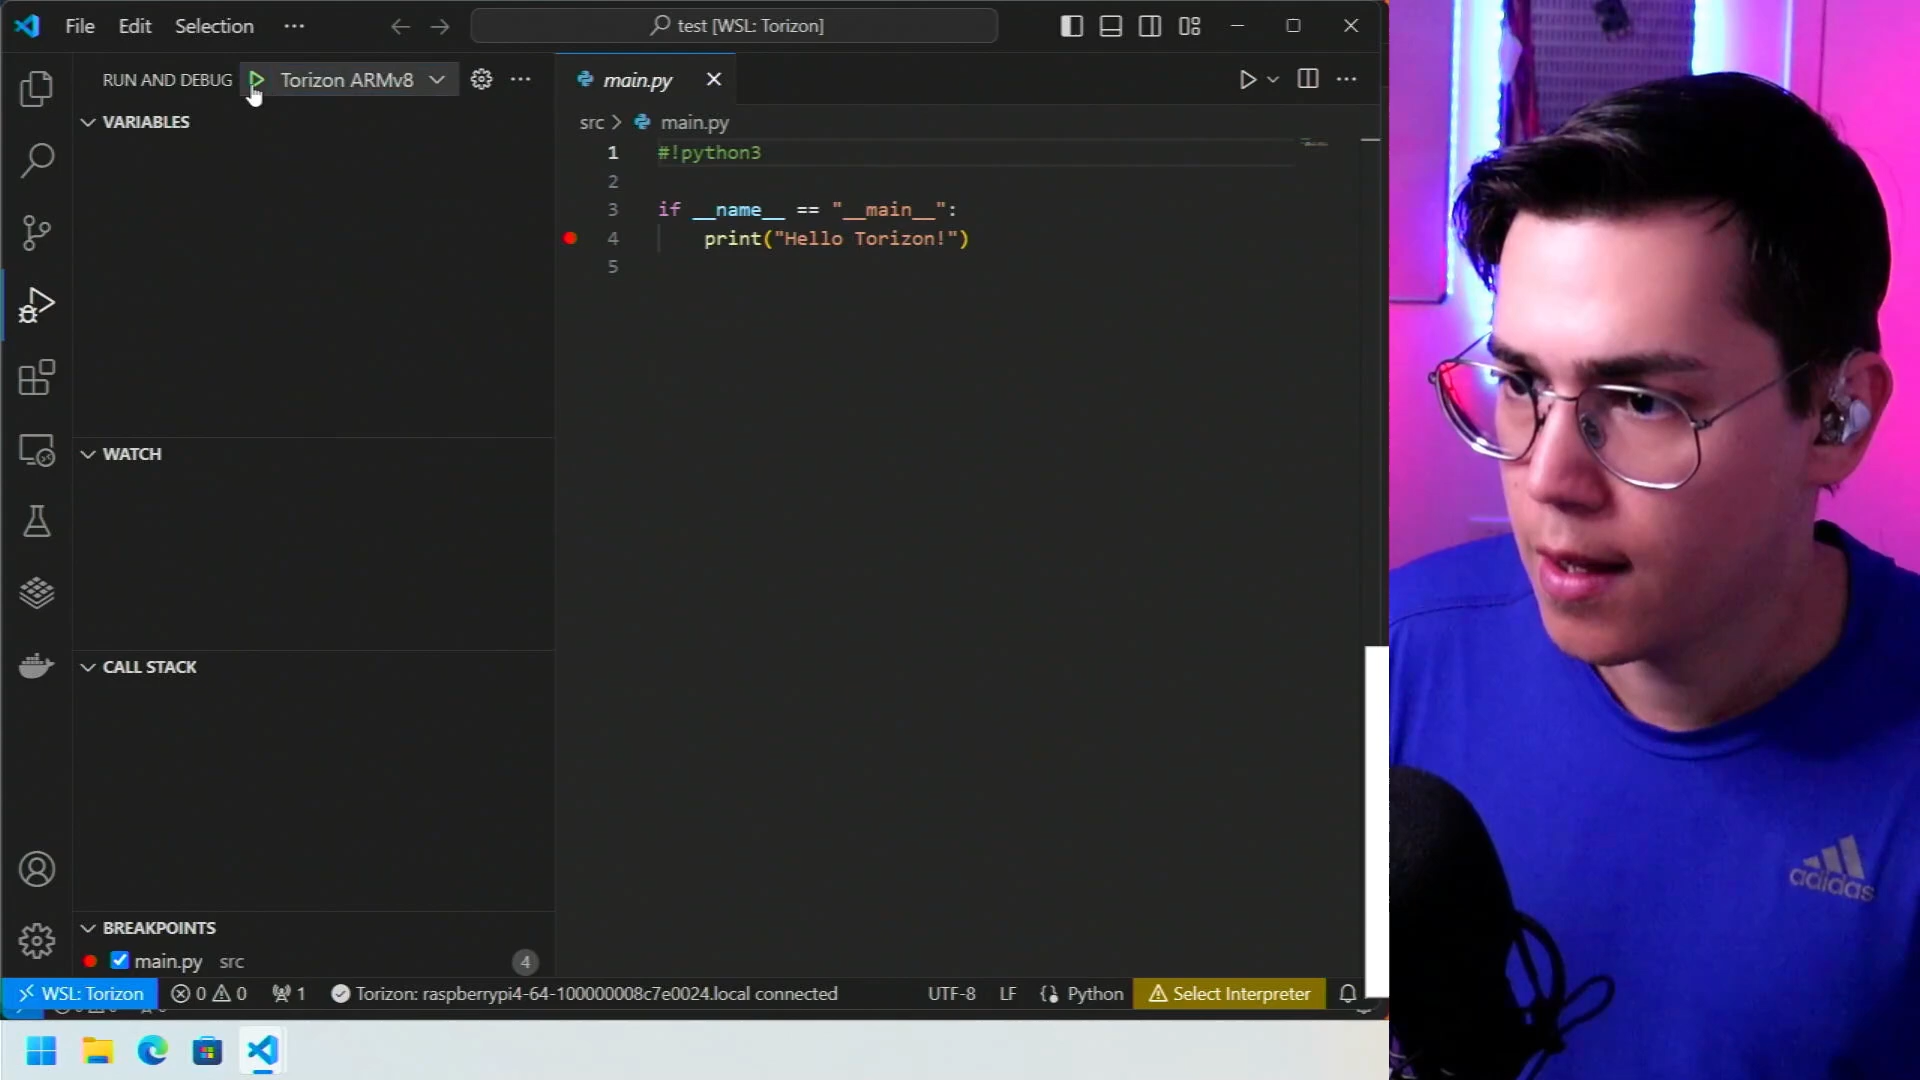 File Edit Selection ···
test [WSL: Torizon]
RUN AND DEBUG Torizon ARMv8
main.py
VARIABLES
src > main.py
1 #!python3
2
3 if __name__ == "__main__":
4 print("Hello Torizon!")
5
WATCH
CALL STACK
BREAKPOINTS
main.py src 4
WSL: Torizon 0 0 1 Torizon: raspberrypi4-64-100000008c7e0024.local connected UTF-8 LF Python Select Interpreter
adidas